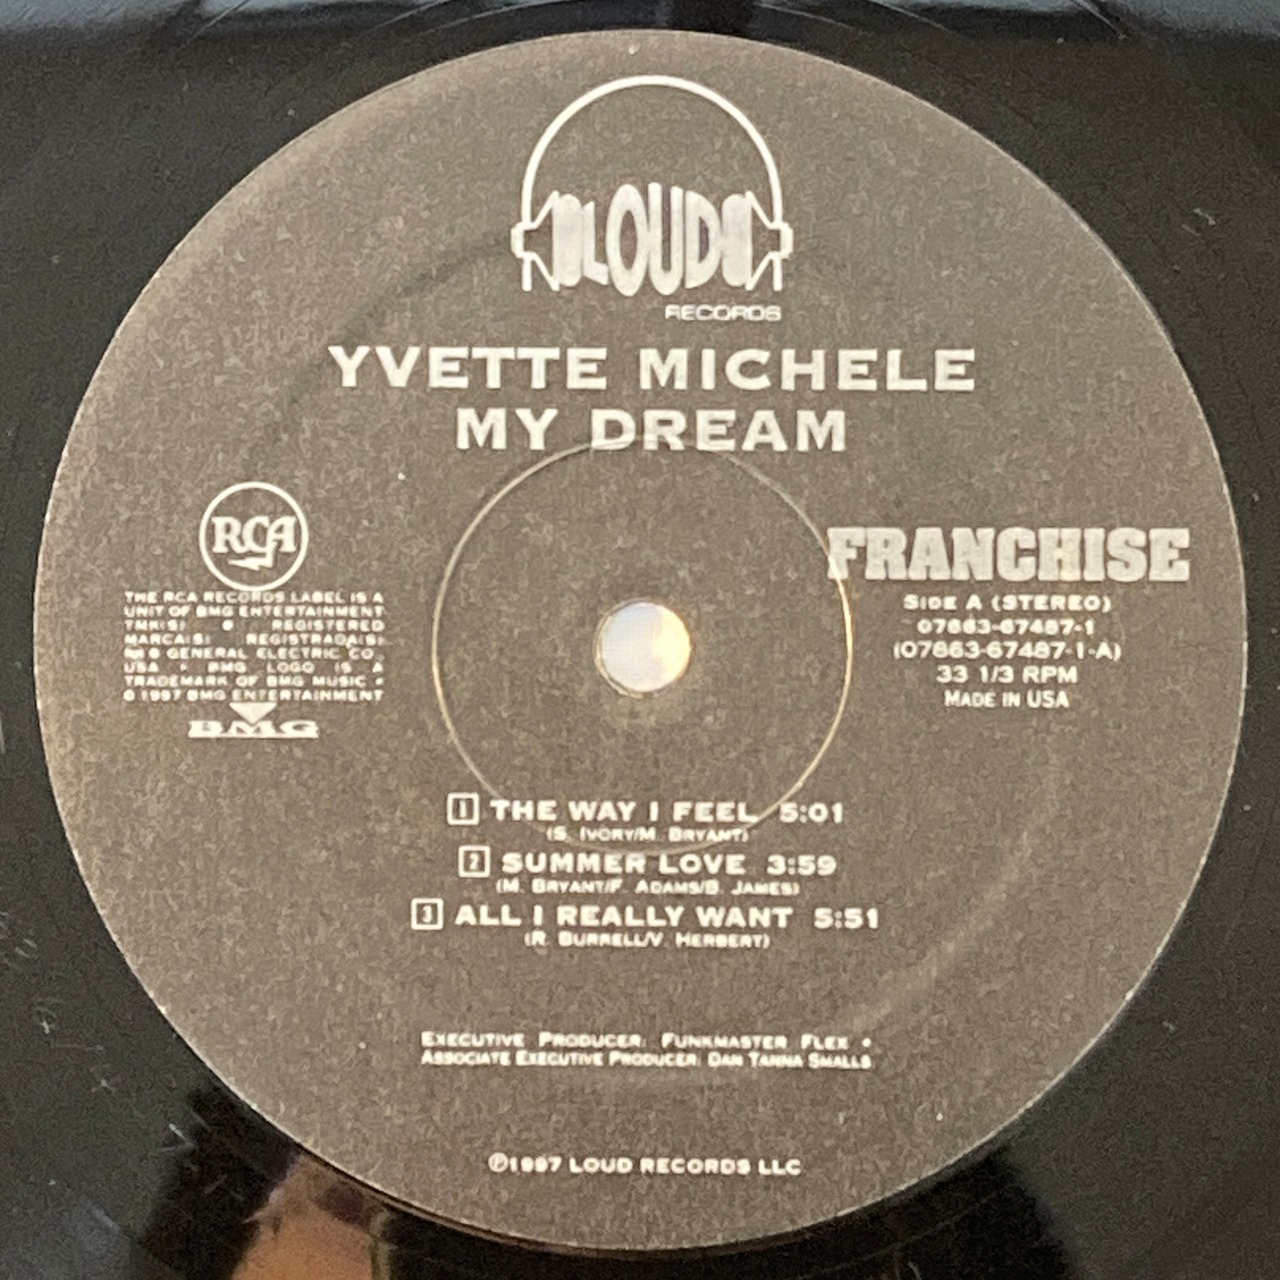 LOUD
RECORDS
YVETTE MICHELE
MY DREAM
RCA
THE RCA RECORDS LABEL IS A
UNIT OF BMG ENTERTAINMENT
TMK(S) ® REGISTERED
MARCA(S) REGISTRADA(S)
GENERAL ELECTRIC CO.,
USA • BMG LOGO IS A
TRADEMARK OF BMG MUSIC •
© 1997 BMG ENTERTAINMENT
BMG
FRANCHISE
SIDE A (STEREO)
07863-67487-1
(07863-67487-1-A)
33 1/3 RPM
MADE IN USA
1 THE WAY I FEEL 5:01
(S. IVORY/M. BRYANT)
2 SUMMER LOVE 3:59
(M. BRYANT/F. ADAMS/B. JAMES)
3 ALL I REALLY WANT 5:51
(R. BURRELL/V. HERBERT)
EXECUTIVE PRODUCER: FUNKMASTER FLEX •
ASSOCIATE EXECUTIVE PRODUCER: DAN TANNA SMALLS
℗1997 LOUD RECORDS LLC